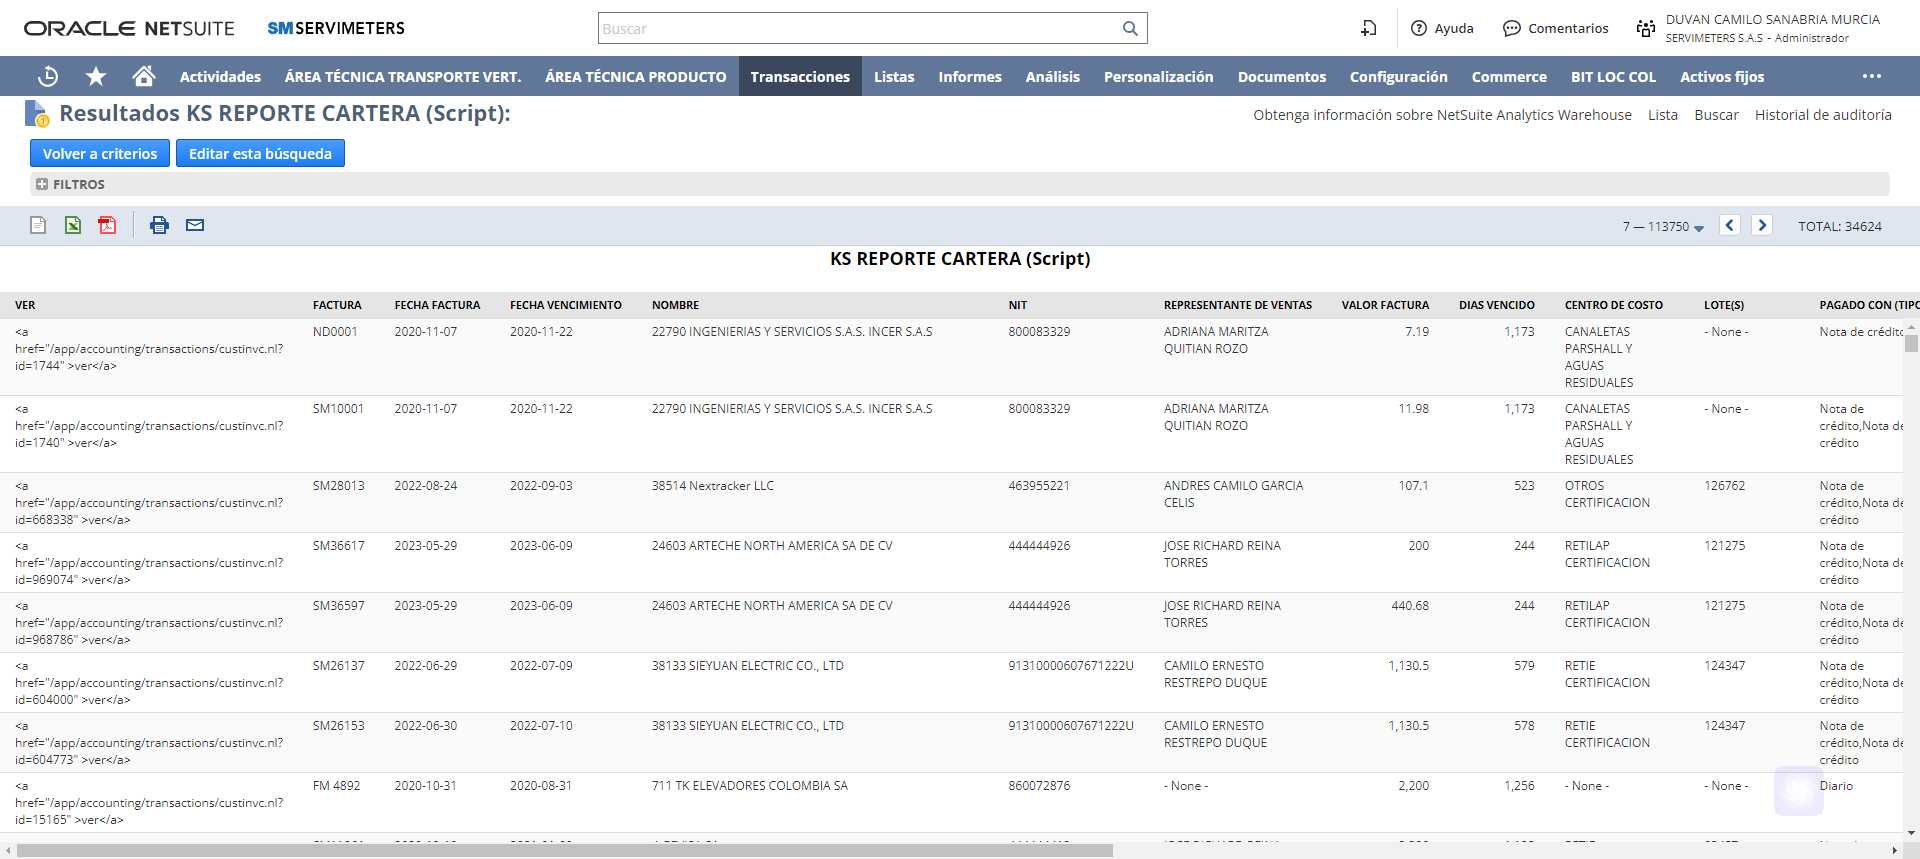 ORACLE NETSUITE
SM SERVIMETERS
Buscar
Ayuda
Comentarios
DUVAN CAMILO SANABRIA MURCIA
SERVIMETERS S.A.S - Administrador
Actividades ÁREA TÉCNICA TRANSPORTE VERT. ÁREA TÉCNICA PRODUCTO Transacciones Listas Informes Análisis Personalización Documentos Configuración Commerce BIT LOC COL Activos fijos
Resultados KS REPORTE CARTERA (Script):
Obtenga información sobre NetSuite Analytics Warehouse Lista Buscar Historial de auditoría
Volver a criterios Editar esta búsqueda
FILTROS
7 — 113750 TOTAL: 34624
KS REPORTE CARTERA (Script)
VER FACTURA FECHA FACTURA FECHA VENCIMIENTO NOMBRE NIT REPRESENTANTE DE VENTAS VALOR FACTURA DIAS VENCIDO CENTRO DE COSTO LOTE(S) PAGADO CON (TIPO
<a ND0001 2020-11-07 2020-11-22 22790 INGENIERIAS Y SERVICIOS S.A.S. INCER S.A.S 800083329 ADRIANA MARITZA 7.19 1,173 CANALETAS - None - Nota de crédito
href="/app/accounting/transactions/custinvc.nl? QUITIAN ROZO PARSHALL Y
id=1744" >ver</a> AGUAS
RESIDUALES
<a SM10001 2020-11-07 2020-11-22 22790 INGENIERIAS Y SERVICIOS S.A.S. INCER S.A.S 800083329 ADRIANA MARITZA 11.98 1,173 CANALETAS - None - Nota de
href="/app/accounting/transactions/custinvc.nl? QUITIAN ROZO PARSHALL Y crédito,Nota de
id=1740" >ver</a> AGUAS crédito
RESIDUALES
<a SM28013 2022-08-24 2022-09-03 38514 Nextracker LLC 463955221 ANDRES CAMILO GARCIA 107.1 523 OTROS 126762 Nota de
href="/app/accounting/transactions/custinvc.nl? CELIS CERTIFICACION crédito,Nota de
id=668338" >ver</a> crédito
<a SM36617 2023-05-29 2023-06-09 24603 ARTECHE NORTH AMERICA SA DE CV 444444926 JOSE RICHARD REINA 200 244 RETILAP 121275 Nota de
href="/app/accounting/transactions/custinvc.nl? TORRES CERTIFICACION crédito,Nota de
id=969074" >ver</a> crédito
<a SM36597 2023-05-29 2023-06-09 24603 ARTECHE NORTH AMERICA SA DE CV 444444926 JOSE RICHARD REINA 440.68 244 RETILAP 121275 Nota de
href="/app/accounting/transactions/custinvc.nl? TORRES CERTIFICACION crédito,Nota de
id=968786" >ver</a> crédito
<a SM26137 2022-06-29 2022-07-09 38133 SIEYUAN ELECTRIC CO., LTD 91310000607671222U CAMILO ERNESTO 1,130.5 579 RETIE 124347 Nota de
href="/app/accounting/transactions/custinvc.nl? RESTREPO DUQUE CERTIFICACION crédito,Nota de
id=604000" >ver</a> crédito
<a SM26153 2022-06-30 2022-07-10 38133 SIEYUAN ELECTRIC CO., LTD 91310000607671222U CAMILO ERNESTO 1,130.5 578 RETIE 124347 Nota de
href="/app/accounting/transactions/custinvc.nl? RESTREPO DUQUE CERTIFICACION crédito,Nota de
id=604773" >ver</a> crédito
<a FM 4892 2020-10-31 2020-08-31 711 TK ELEVADORES COLOMBIA SA 860072876 - None - 2,200 1,256 - None - - None - Diario
href="/app/accounting/transactions/custinvc.nl?
id=15165" >ver</a>